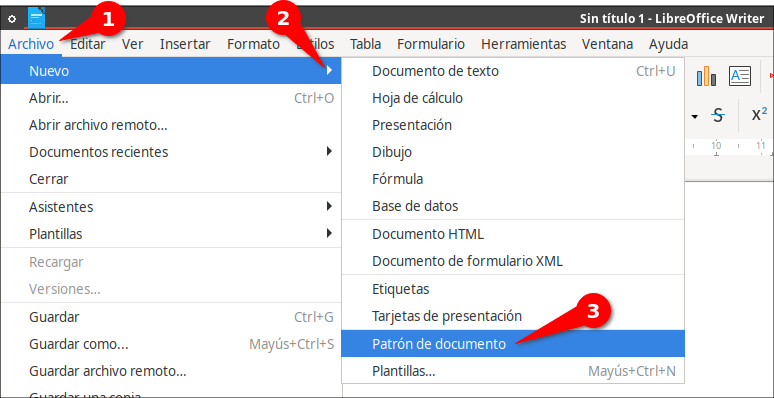 Sin título 1 - LibreOffice Writer
Archivo Editar Ver Insertar Formato Estilos Tabla Formulario Herramientas Ventana Ayuda
1
2
Nuevo
Abrir... Ctrl+O
Abrir archivo remoto...
Documentos recientes
Cerrar
Asistentes
Plantillas
Recargar
Versiones...
Guardar Ctrl+G
Guardar como... Mayús+Ctrl+S
Guardar archivo remoto...
Guardar una copia
Documento de texto Ctrl+U
Hoja de cálculo
Presentación
Dibujo
Fórmula
Base de datos
Documento HTML
Documento de formulario XML
Etiquetas
Tarjetas de presentación
3
Patrón de documento
Plantillas... Mayús+Ctrl+N
A
S X²
10 11